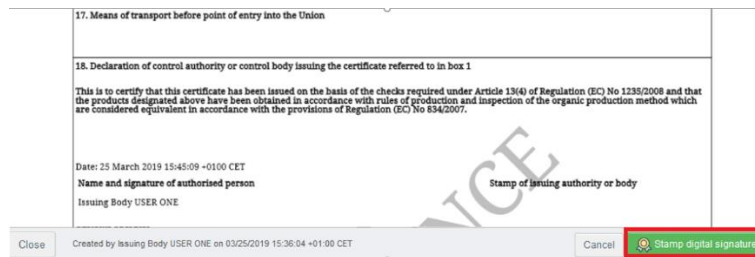 17. Means of transport before point of entry into the Union
18. Declaration of control authority or control body issuing the certificate referred to in box 1
This is to certify that this certificate has been issued on the basis of the checks required under Article 13(4) of Regulation (EC) No 1235/2008 and that
the products designated above have been obtained in accordance with rules of production and inspection of the organic production method which
are considered equivalent in accordance with the provisions of Regulation (EC) No 834/2007.
Date: 25 March 2019 15:45:09 +0100 CET
Name and signature of authorised person Stamp of issuing authority or body
Issuing Body USER ONE
NCE
Close Created by Issuing Body USER ONE on 03/25/2019 15:36:04 +01:00 CET Cancel Stamp digital signature